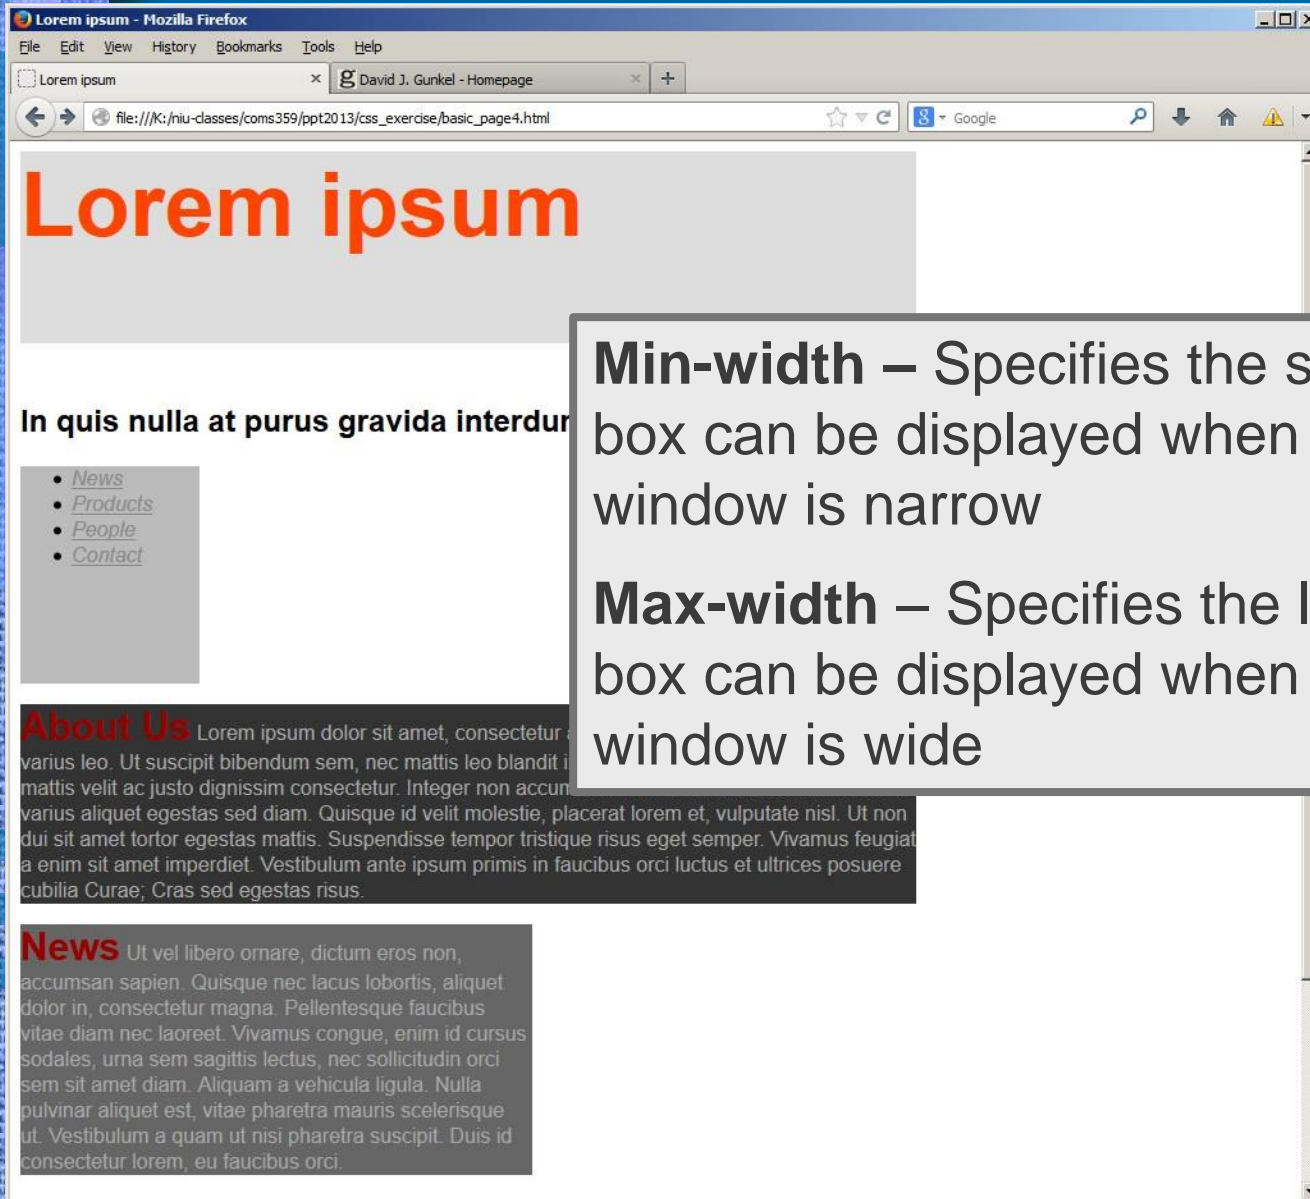 Lorem ipsum - Mozilla Firefox
File Edit View History Bookmarks Tools Help
Lorem ipsum
g David J. Gunkel - Homepage
file:///K:/niu-classes/coms359/ppt2013/css_exercise/basic_page4.html
8 Google
Lorem ipsum
In quis nulla at purus gravida
Min-width – Specifies the
box can be displayed when
window is narrow
Max-width – Specifies the
box can be displayed when
window is wide
• News
• Products
• People
• Contact
About Us Lorem ipsum dolor sit amet, consectetur
varius leo. Ut suscipit bibendum sem, nec mattis leo blandit
mattis velit ac justo dignissim consectetur. Integer non
varius aliquet egestas sed diam. Quisque id velit molestie, placerat lorem et, vulputate nisl. Ut non
dui sit amet tortor egestas mattis. Suspendisse tempor tristique risus eget semper. Vivamus feugiat
a enim sit amet imperdiet. Vestibulum ante ipsum primis in faucibus orci luctus et ultrices posuere
cubilia Curae; Cras sed egestas risus.
News Ut vel libero ornare, dictum eros non,
accumsan sapien. Quisque nec lacus lobortis, aliquet
dolor in, consectetur magna. Pellentesque faucibus
vitae diam nec laoreet. Vivamus congue, enim id cursus
sodales, urna sem sagittis lectus, nec sollicitudin orci
sem sit amet diam. Aliquam a vehicula ligula. Nulla
pulvinar aliquet est, vitae pharetra mauris scelerisque
ut. Vestibulum a quam ut nisi pharetra suscipit. Duis id
consectetur lorem, eu faucibus orci.